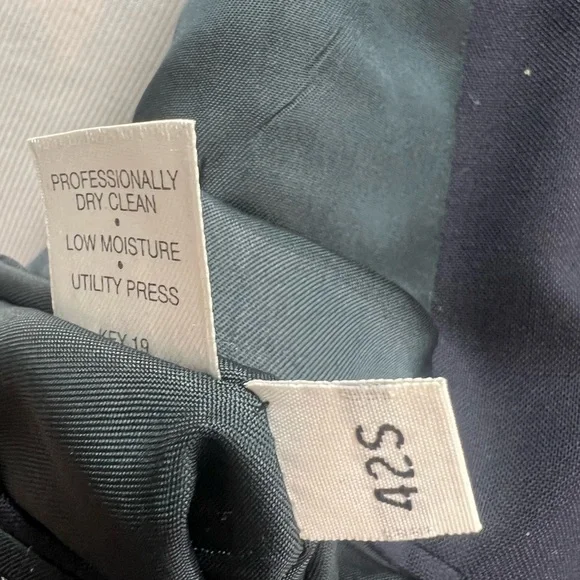 PROFESSIONALLY
DRY CLEAN
•
LOW MOISTURE
•
UTILITY PRESS
KEY 19
42S